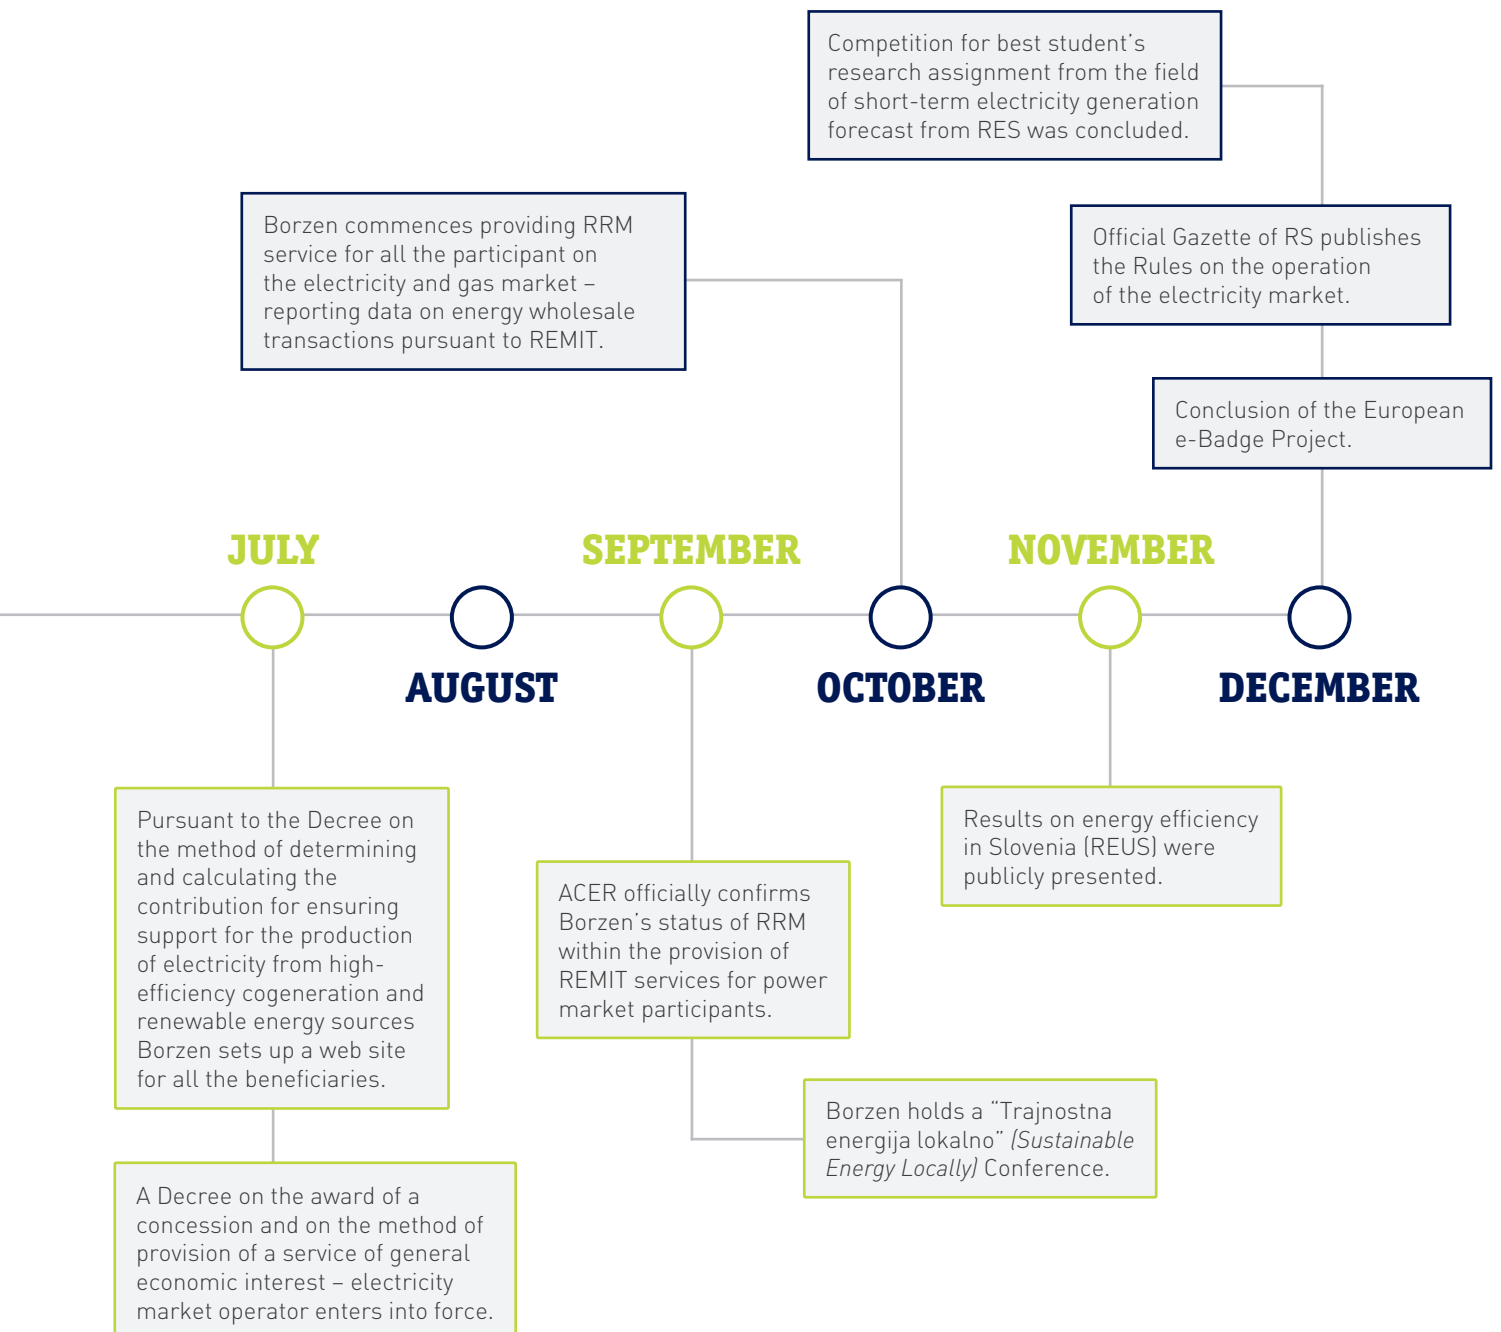 Competition for best student's
research assignment from the field
of short-term electricity generation
forecast from RES was concluded.
Borzen commences providing RRM
service for all the participant on
the electricity and gas market –
reporting data on energy wholesale
transactions pursuant to REMIT.
Official Gazette of RS publishes
the Rules on the operation
of the electricity market.
Conclusion of the European
e-Badge Project.
JULY
SEPTEMBER
NOVEMBER
AUGUST
OCTOBER
DECEMBER
Pursuant to the Decree on
the method of determining
and calculating the
contribution for ensuring
support for the production
of electricity from high-
efficiency cogeneration and
renewable energy sources
Borzen sets up a web site
for all the beneficiaries.
Results on energy efficiency
in Slovenia (REUS) were
publicly presented.
ACER officially confirms
Borzen's status of RRM
within the provision of
REMIT services for power
market participants.
Borzen holds a “Trajnostna
energija lokalno” (Sustainable
Energy Locally) Conference.
A Decree on the award of a
concession and on the method of
provision of a service of general
economic interest – electricity
market operator enters into force.